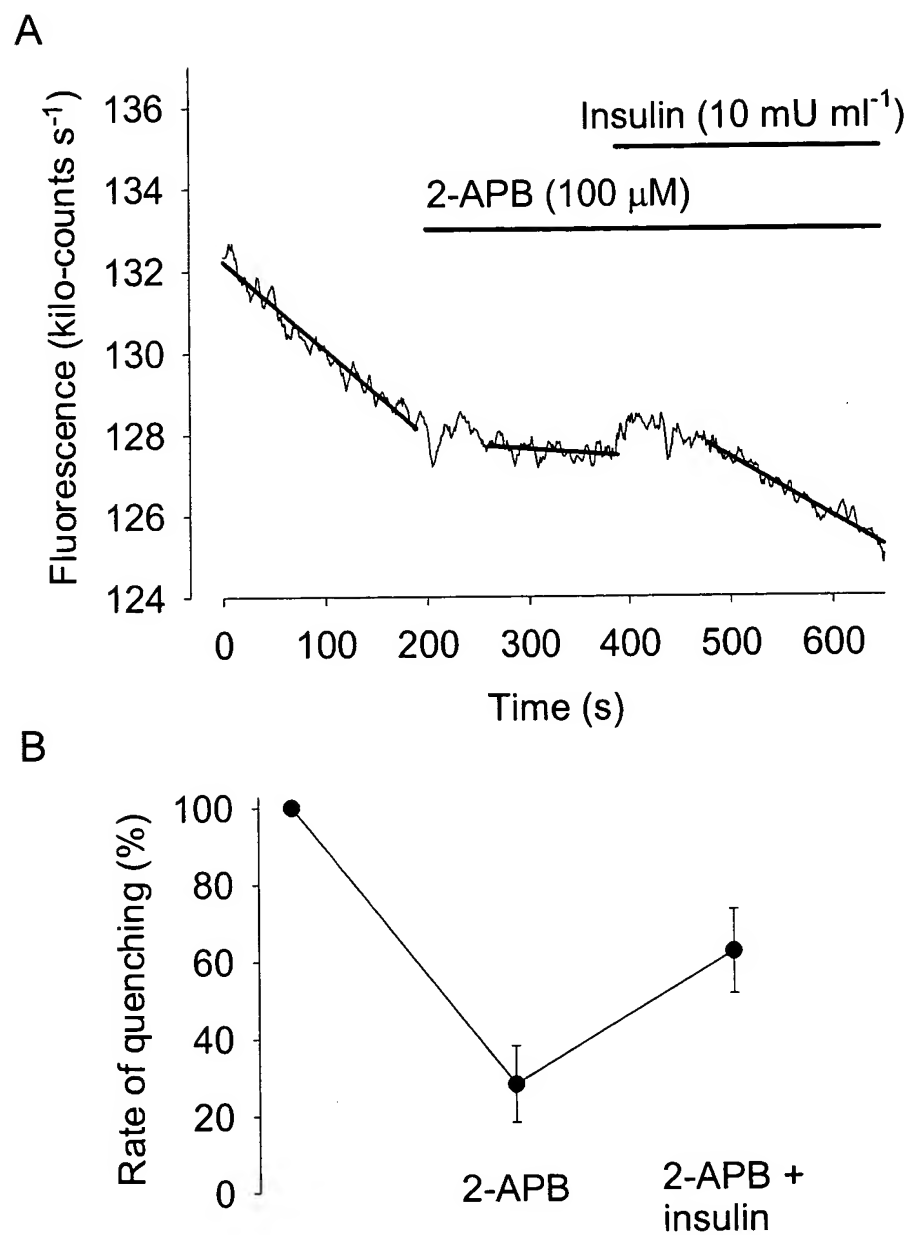 A
Fluorescence (kilo-counts s⁻¹)
136
134
132
130
128
126
124
Insulin (10 mU ml⁻¹)
2-APB (100 μM)
0 100 200 300 400 500 600
Time (s)
B
Rate of quenching (%)
100
80
60
40
20
0
2-APB
2-APB +
insulin